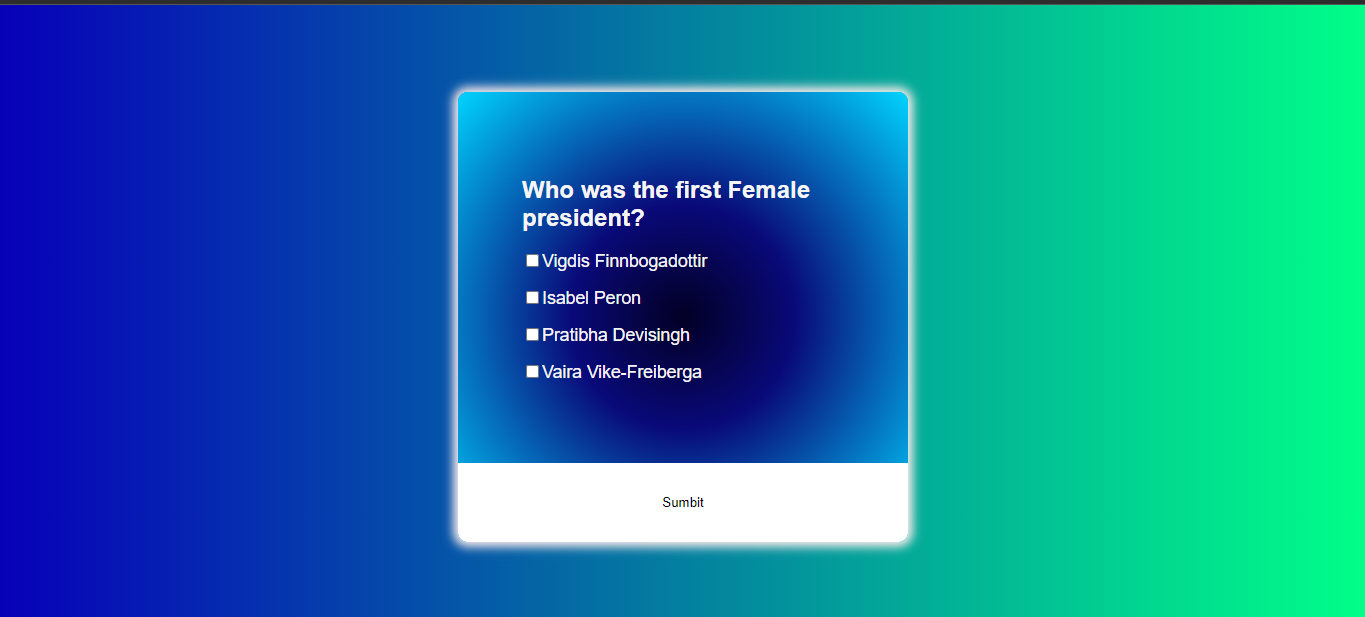 Who was the first Female
president?
Vigdis Finnbogadottir
Isabel Peron
Pratibha Devisingh
Vaira Vike-Freiberga
Sumbit